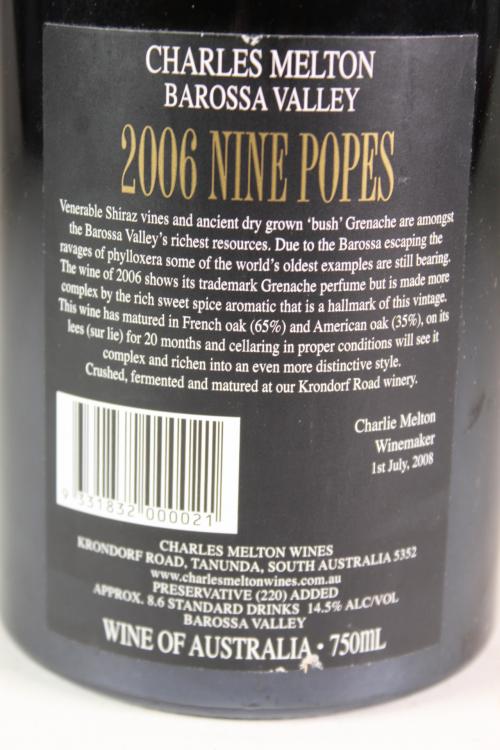 CHARLES MELTON
BAROSSA VALLEY
2006 NINE POPES
Venerable Shiraz vines and ancient dry grown 'bush' Grenache are amongst
the Barossa Valley's richest resources. Due to the Barossa escaping the
ravages of phylloxera some of the world's oldest examples are still bearing.
The wine of 2006 shows its trademark Grenache perfume but is made more
complex by the rich sweet spice aromatic that is a hallmark of this vintage.
This wine has matured in French oak (65%) and American oak (35%), on its
lees (sur lie) for 20 months and cellaring in proper conditions will see it
complex and richen into an even more distinctive style.
Crushed, fermented and matured at our Krondorf Road winery.
Charlie Melton
Winemaker
1st July, 2008
9 331832 000021
CHARLES MELTON WINES
KRONDORF ROAD, TANUNDA, SOUTH AUSTRALIA 5352
www.charlesmeltonwines.com.au
PRESERVATIVE (220) ADDED
APPROX. 8.6 STANDARD DRINKS 14.5% ALC/VOL
BAROSSA VALLEY
WINE OF AUSTRALIA · 750mL